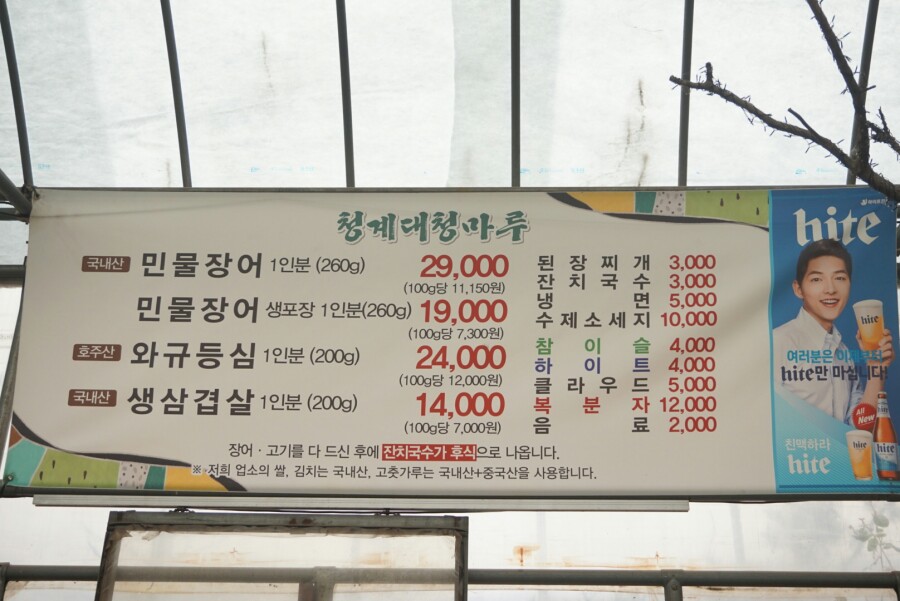 청계대청마루
국내산 민물장어 1인분 (260g) 29,000
(100g당 11,150원)
민물장어 생포장 1인분(260g) 19,000
(100g당 7,300원)
호주산 와규등심 1인분 (200g) 24,000
(100g당 12,000원)
국내산 생삼겹살 1인분 (200g) 14,000
(100g당 7,000원)
된장찌개 3,000
잔치국수 3,000
냉면 5,000
수제소세지 10,000
참이슬 4,000
하이트 4,000
클라우드 5,000
복분자 12,000
음료 2,000
장어 · 고기를 다 드신 후에 잔치국수가 후식으로 나옵니다.
※ 저희 업소의 쌀, 김치는 국내산, 고춧가루는 국내산+중국산을 사용합니다.
hite
hite
여러분은 이제부터
hite만 마십니다!
All New
친맥하라
hite
hite
hite